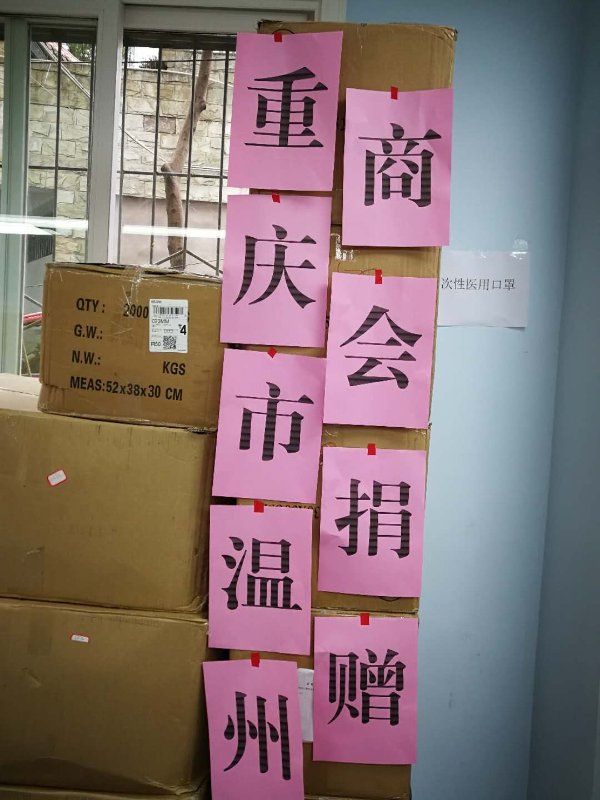 重庆市温州
商会捐赠
次性医用口罩
QTY: 2000
G.W.:
N.W.: KGS
MEAS:52x38x30 CM
4